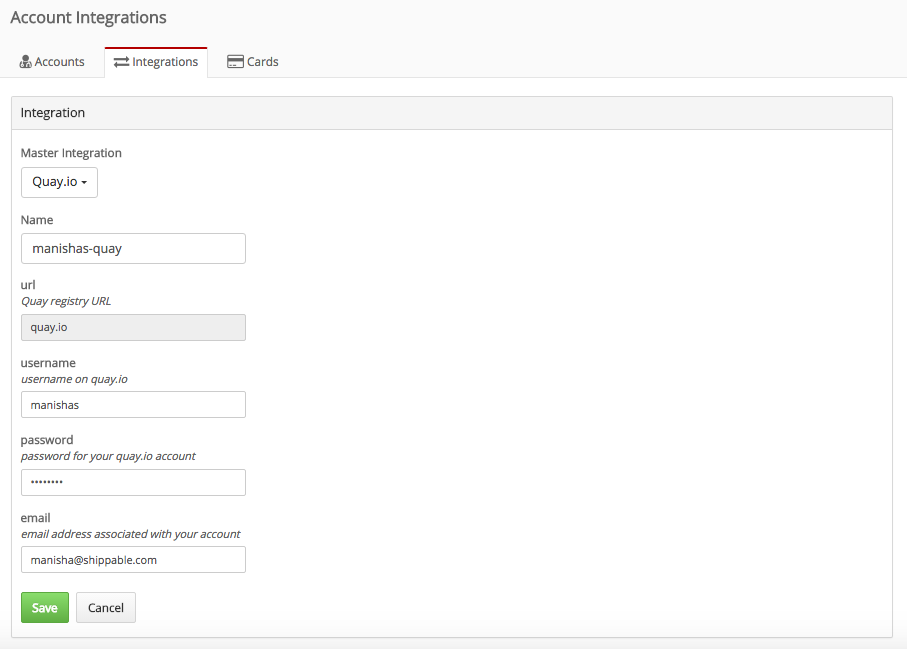 Account Integrations
Accounts
Integrations
Cards
Integration
Master Integration
Quay.io
Name
manishas-quay
url
Quay registry URL
quay.io
username
username on quay.io
manishas
password
password for your quay.io account
••••••••
email
email address associated with your account
manisha@shippable.com
Save
Cancel